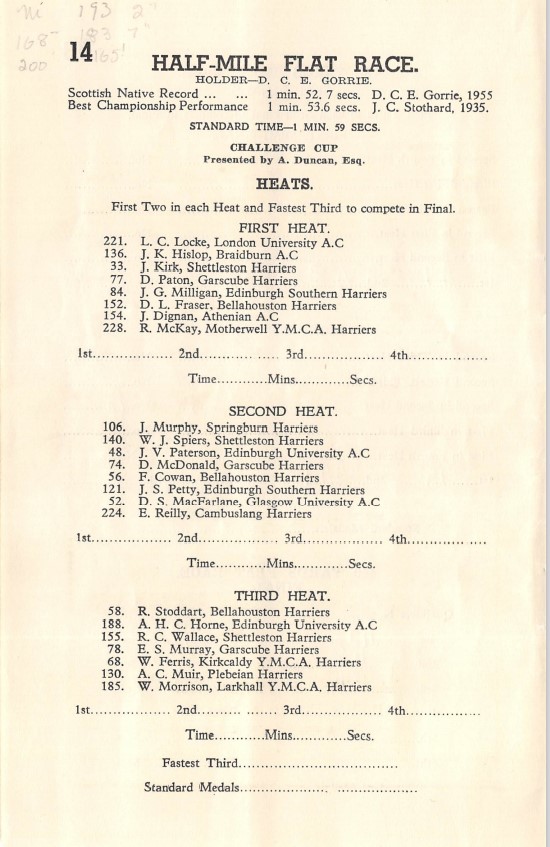 193 2"
168' 183 7"
200 165'
14
HALF-MILE FLAT RACE.
HOLDER—D. C. E. GORRIE.
Scottish Native Record ... ... 1 min. 52. 7 secs. D. C. E. Gorrie, 1955
Best Championship Performance 1 min. 53.6 secs. J. C. Stothard, 1935.
STANDARD TIME—1 MIN. 59 SECS.
CHALLENGE CUP
Presented by A. Duncan, Esq.
HEATS.
First Two in each Heat and Fastest Third to compete in Final.
FIRST HEAT.
221. L. C. Locke, London University A.C
136. J. K. Hislop, Braidburn A.C
33. J. Kirk, Shettleston Harriers
77. D. Paton, Garscube Harriers
84. J. G. Milligan, Edinburgh Southern Harriers
152. D. L. Fraser, Bellahouston Harriers
154. J. Dignan, Athenian A.C
228. R. McKay, Motherwell Y.M.C.A. Harriers
1st................ 2nd........ ..... .... 3rd................ 4th................
Time...........Mins............Secs.
SECOND HEAT.
106. J. Murphy, Springburn Harriers
140. W. J. Spiers, Shettleston Harriers
48. J. V. Paterson, Edinburgh University A.C
74. D. McDonald, Garscube Harriers
56. F. Cowan, Bellahouston Harriers
121. J. S. Petty, Edinburgh Southern Harriers
52. D. S. MacFarlane, Glasgow University A.C
224. E. Reilly, Cambuslang Harriers
1st................ 2nd................ 3rd................ 4th............ .... ....
Time...........Mins............Secs.
THIRD HEAT.
58. R. Stoddart, Bellahouston Harriers
188. A. H. C. Horne, Edinburgh University A.C
155. R. C. Wallace, Shettleston Harriers
78. E. S. Murray, Garscube Harriers
68. W. Ferris, Kirkcaldy Y.M.C.A. Harriers
130. A. C. Muir, Plebeian Harriers
185. W. Morrison, Larkhall Y.M.C.A. Harriers
1st................ 2nd......... ....... 3rd................ 4th................
Time...........Mins............Secs.
Fastest Third................................
Standard Medals................. .................